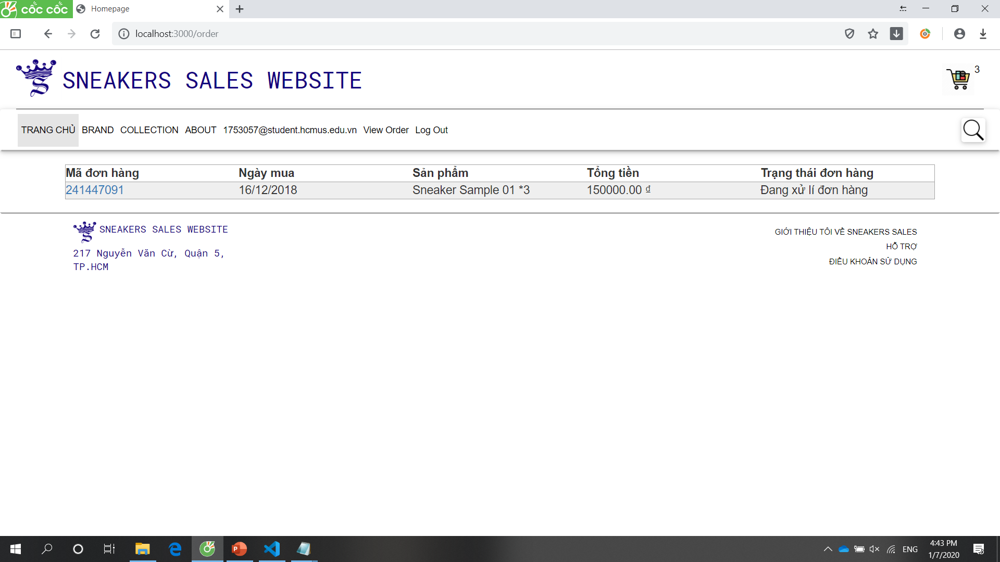 cốc cốc Homepage
localhost:3000/order
SNEAKERS SALES WEBSITE 3
TRANG CHỦ BRAND COLLECTION ABOUT 1753057@student.hcmus.edu.vn View Order Log Out
Mã đơn hàng Ngày mua Sản phẩm Tổng tiền Trạng thái đơn hàng
241447091 16/12/2018 Sneaker Sample 01 *3 150000.00 ₫ Đang xử lí đơn hàng
SNEAKERS SALES WEBSITE
217 Nguyễn Văn Cừ, Quận 5,
TP.HCM
GIỚI THIỆU TÔI VỀ SNEAKERS SALES
HỖ TRỢ
ĐIỀU KHOẢN SỬ DỤNG
ENG 4:43 PM
1/7/2020